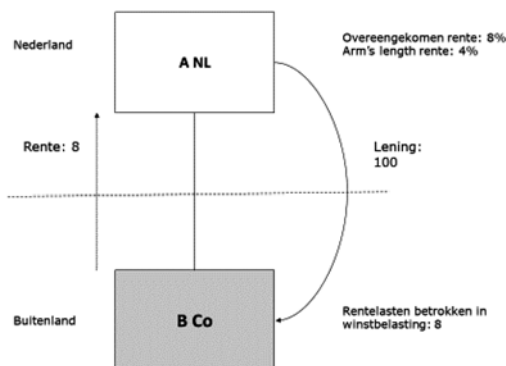 Nederland
A NL
Overeengekomen rente: 8%
Arm's length rente: 4%
Rente: 8
Lening:
100
Buitenland
B Co
Rentelasten betrokken in
winstbelasting: 8